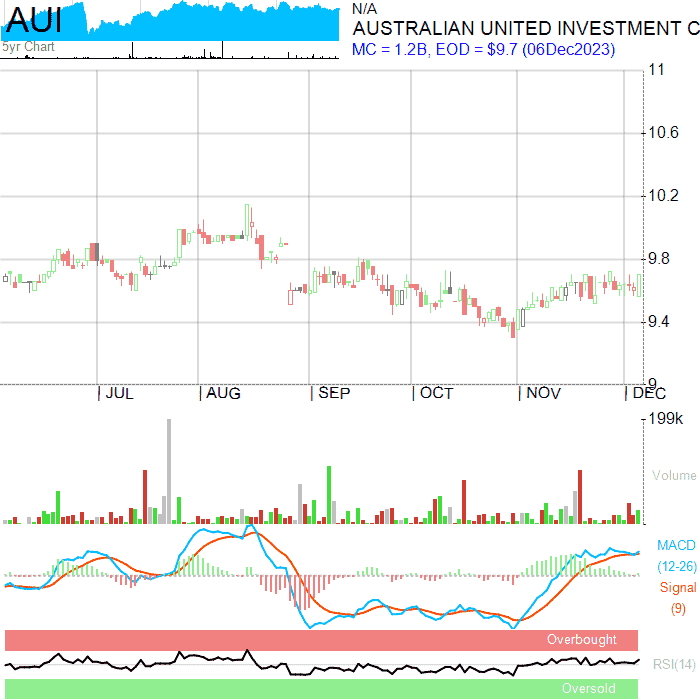 AUI
5yr Chart
N/A
AUSTRALIAN UNITED INVESTMENT C
MC = 1.2B, EOD = $9.7 (06Dec2023)
11
10.6
10.2
9.8
9.4
9
JUL AUG SEP OCT NOV DEC
199k
Volume
MACD
(12-26)
Signal
(9)
Overbought
RSI(14)
Oversold